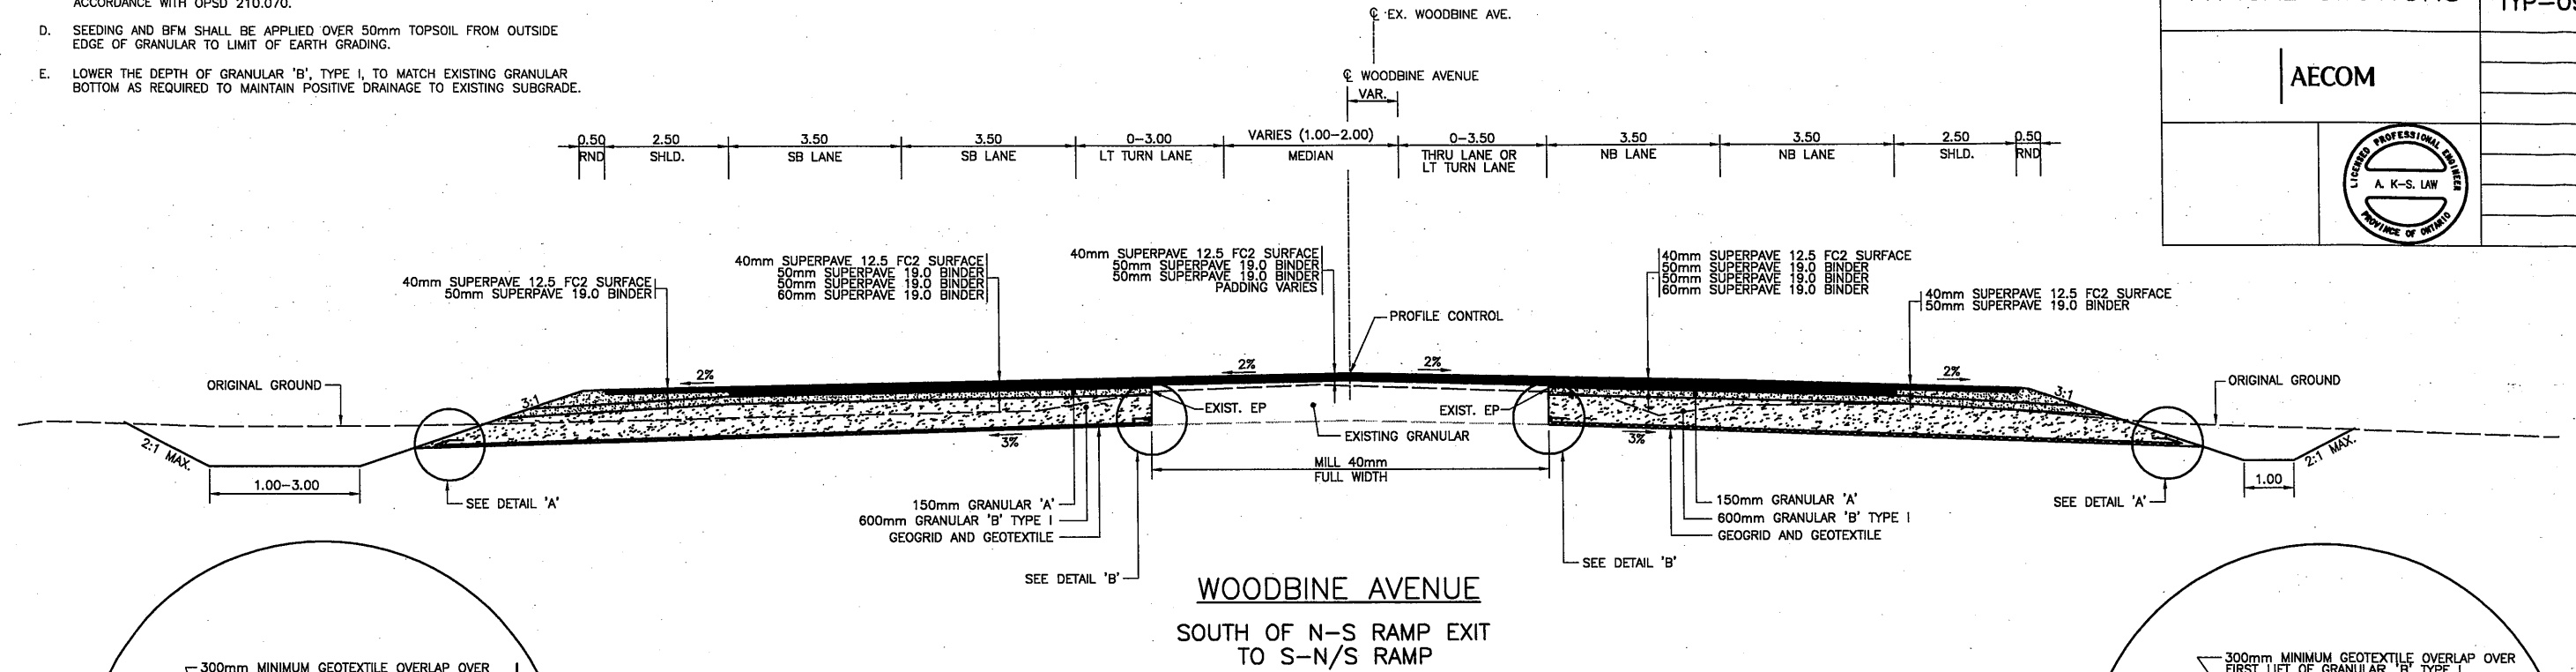 ACCORDANCE WITH OPSD 210.070.
D. SEEDING AND BFM SHALL BE APPLIED OVER 50mm TOPSOIL FROM OUTSIDE
EDGE OF GRANULAR TO LIMIT OF EARTH GRADING.
E. LOWER THE DEPTH OF GRANULAR 'B', TYPE I, TO MATCH EXISTING GRANULAR
BOTTOM AS REQUIRED TO MAINTAIN POSITIVE DRAINAGE TO EXISTING SUBGRADE.
℄ EX. WOODBINE AVE.
℄ WOODBINE AVENUE
VAR.
AECOM
LICENSED PROFESSIONAL ENGINEER
A. K-S. LAW
PROVINCE OF ONTARIO
0.50 2.50 3.50 3.50 0-3.00 VARIES (1.00-2.00) 0-3.50 3.50 3.50 2.50 0.50
RND SHLD. SB LANE SB LANE LT TURN LANE MEDIAN THRU LANE OR NB LANE NB LANE SHLD. RND
LT TURN LANE
40mm SUPERPAVE 12.5 FC2 SURFACE
50mm SUPERPAVE 19.0 BINDER
40mm SUPERPAVE 12.5 FC2 SURFACE
50mm SUPERPAVE 19.0 BINDER
50mm SUPERPAVE 19.0 BINDER
60mm SUPERPAVE 19.0 BINDER
40mm SUPERPAVE 12.5 FC2 SURFACE
50mm SUPERPAVE 19.0 BINDER
50mm SUPERPAVE 19.0 BINDER
PADDING VARIES
40mm SUPERPAVE 12.5 FC2 SURFACE
50mm SUPERPAVE 19.0 BINDER
50mm SUPERPAVE 19.0 BINDER
60mm SUPERPAVE 19.0 BINDER
40mm SUPERPAVE 12.5 FC2 SURFACE
50mm SUPERPAVE 19.0 BINDER
PROFILE CONTROL
2% 2% 2% 2%
ORIGINAL GROUND
ORIGINAL GROUND
3:1
3:1
EXIST. EP
EXIST. EP
EXISTING GRANULAR
3%
3%
2:1 MAX.
2:1 MAX.
MILL 40mm
FULL WIDTH
1.00-3.00
1.00
SEE DETAIL 'A'
SEE DETAIL 'A'
150mm GRANULAR 'A'
600mm GRANULAR 'B' TYPE I
GEOGRID AND GEOTEXTILE
150mm GRANULAR 'A'
600mm GRANULAR 'B' TYPE I
GEOGRID AND GEOTEXTILE
SEE DETAIL 'B'
SEE DETAIL 'B'
WOODBINE AVENUE
SOUTH OF N-S RAMP EXIT
TO S-N/S RAMP
300mm MINIMUM GEOTEXTILE OVERLAP OVER
300mm MINIMUM GEOTEXTILE OVERLAP OVER
FIRST LIFT OF GRANULAR 'B' TYPE I